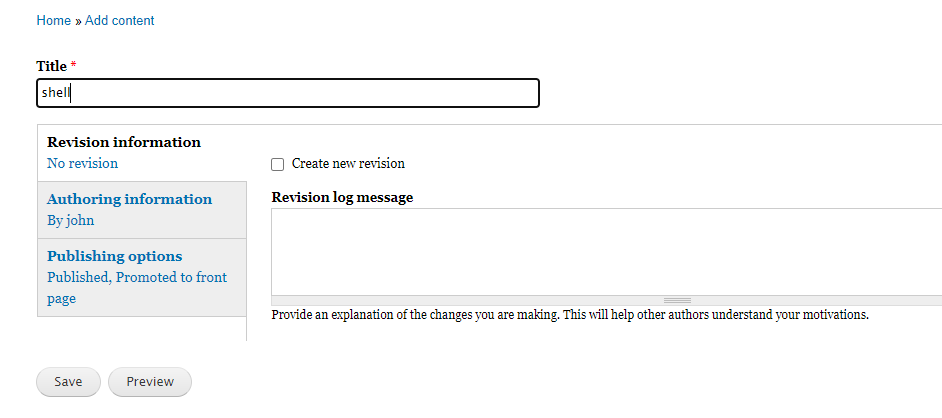 Home » Add content
Title *
shell
Revision information
No revision
Create new revision
Revision log message
Authoring information
By john
Publishing options
Published, Promoted to front
page
Provide an explanation of the changes you are making. This will help other authors understand your motivations.
Save Preview